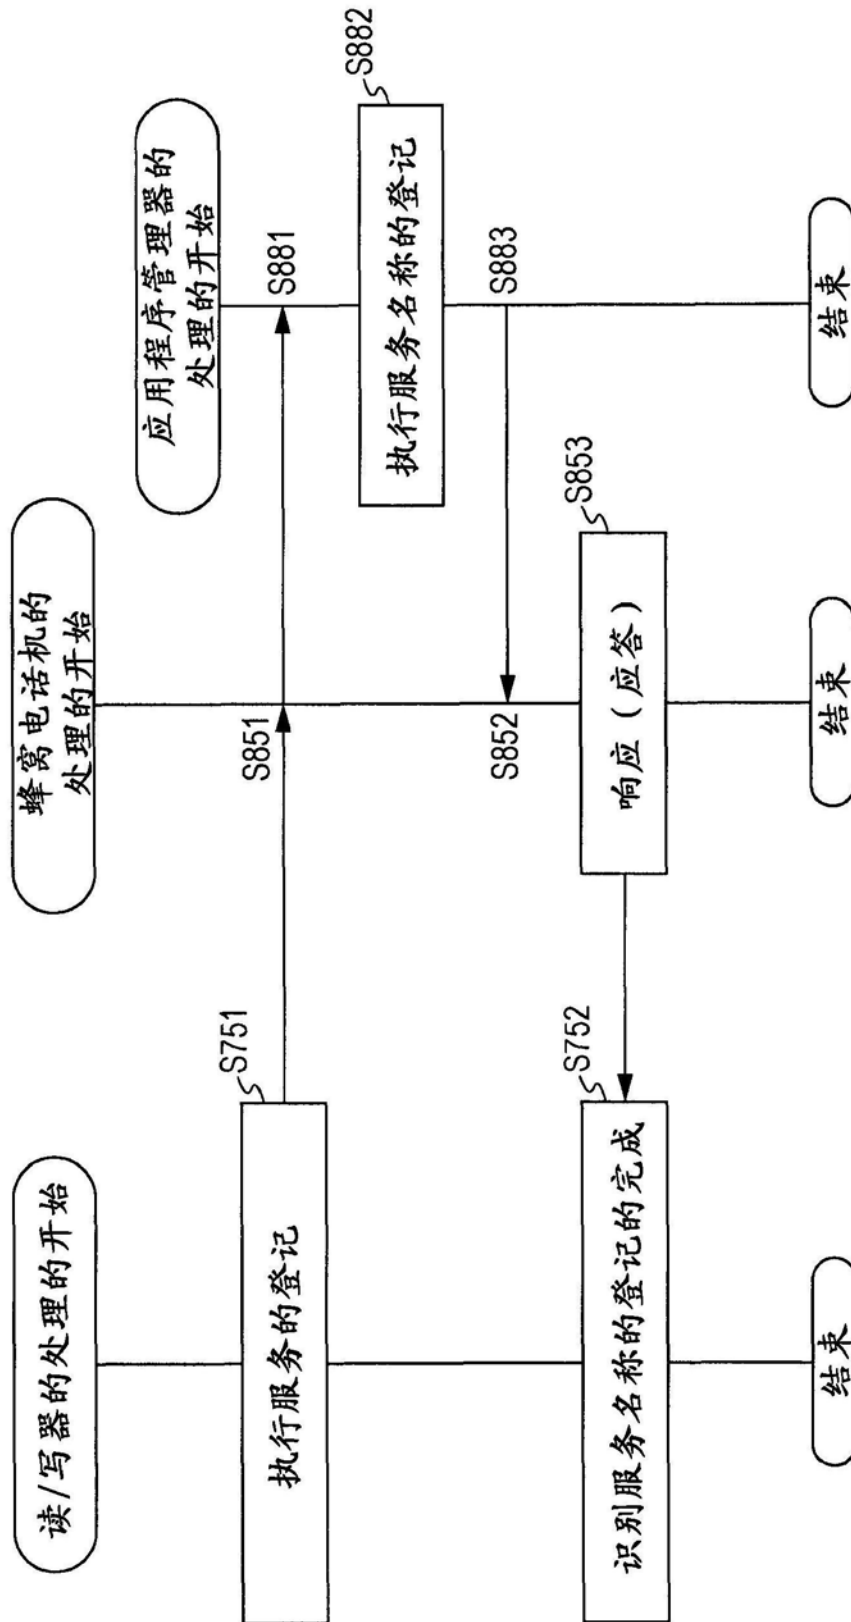 读/写器的处理的开始
蜂窝电话机的
处理的开始
应用程序管理器的
处理的开始
执行服务的登记
S751
S851
S881
执行服务名称的登记
S882
S852
S883
识别服务名称的登记的完成
S752
响应（应答）
S853
结束
结束
结束